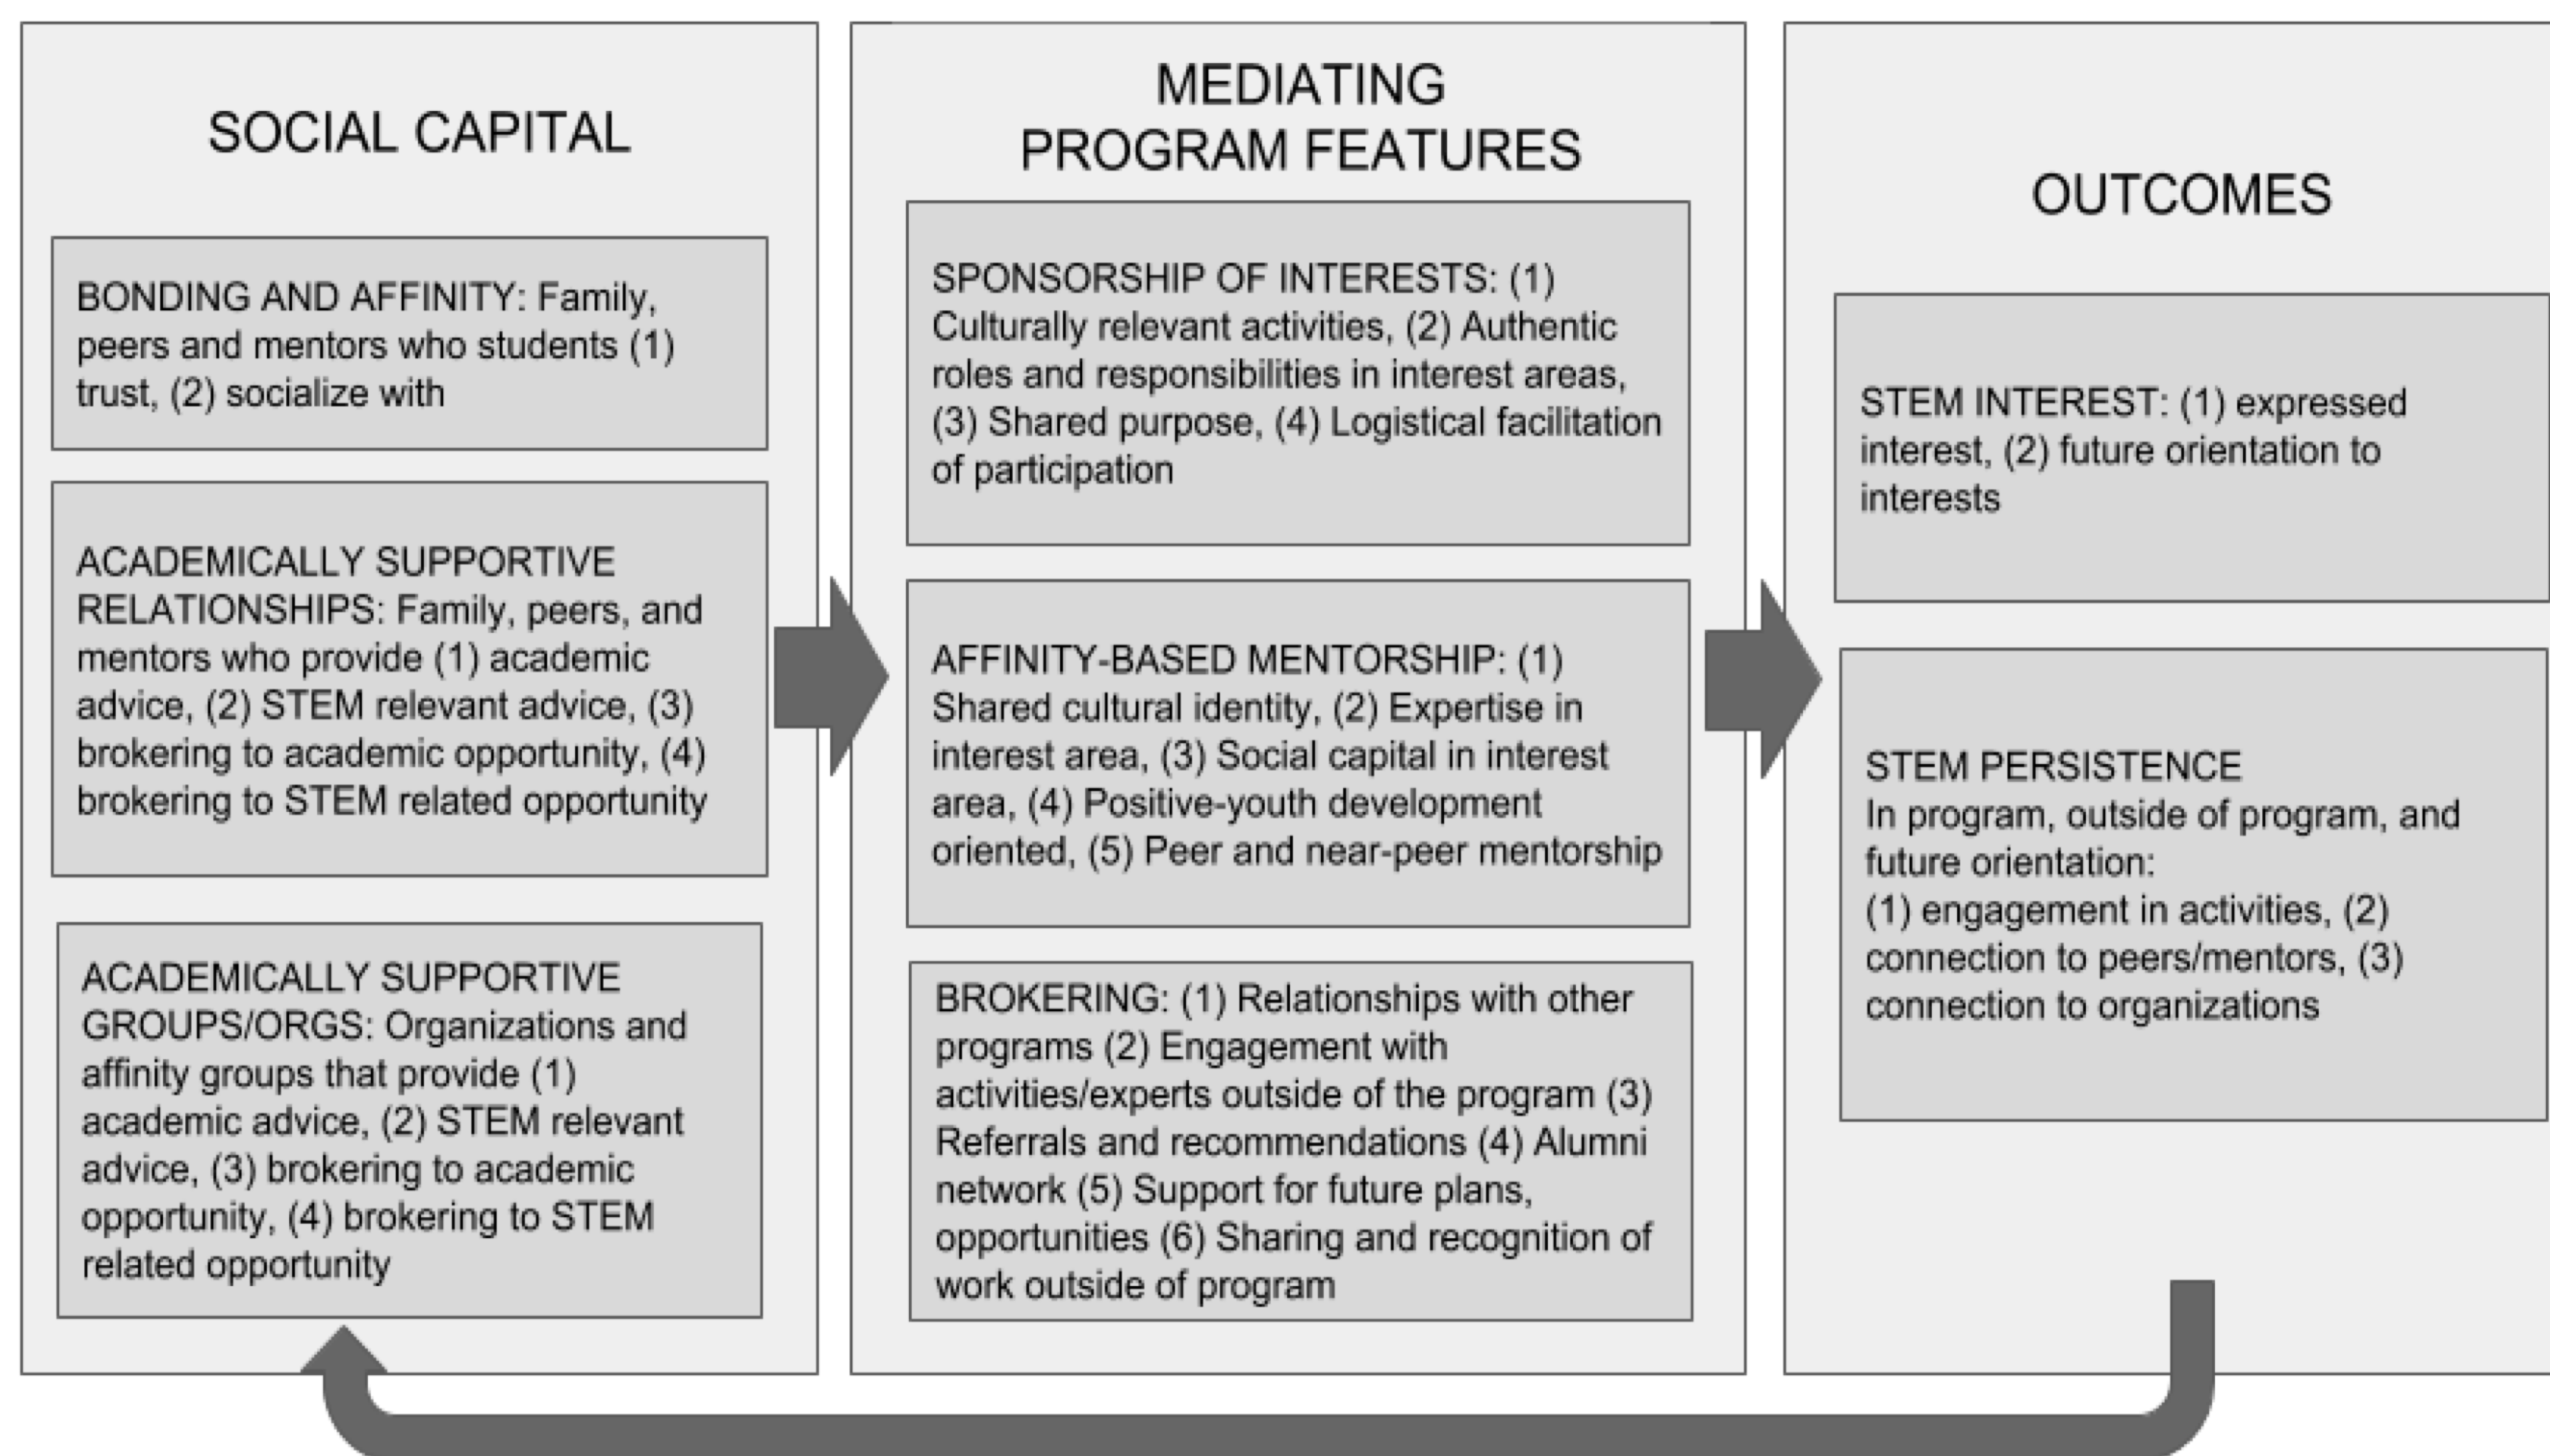 SOCIAL CAPITAL
BONDING AND AFFINITY: Family,
peers and mentors who students (1)
trust, (2) socialize with
ACADEMICALLY SUPPORTIVE
RELATIONSHIPS: Family, peers, and
mentors who provide (1) academic
advice, (2) STEM relevant advice, (3)
brokering to academic opportunity, (4)
brokering to STEM related opportunity
ACADEMICALLY SUPPORTIVE
GROUPS/ORGS: Organizations and
affinity groups that provide (1)
academic advice, (2) STEM relevant
advice, (3) brokering to academic
opportunity, (4) brokering to STEM
related opportunity
MEDIATING
PROGRAM FEATURES
SPONSORSHIP OF INTERESTS: (1)
Culturally relevant activities, (2) Authentic
roles and responsibilities in interest areas,
(3) Shared purpose, (4) Logistical facilitation
of participation
AFFINITY-BASED MENTORSHIP: (1)
Shared cultural identity, (2) Expertise in
interest area, (3) Social capital in interest
area, (4) Positive-youth development
oriented, (5) Peer and near-peer mentorship
BROKERING: (1) Relationships with other
programs (2) Engagement with
activities/experts outside of the program (3)
Referrals and recommendations (4) Alumni
network (5) Support for future plans,
opportunities (6) Sharing and recognition of
work outside of program
OUTCOMES
STEM INTEREST: (1) expressed
interest, (2) future orientation to
interests
STEM PERSISTENCE
In program, outside of program, and
future orientation:
(1) engagement in activities, (2)
connection to peers/mentors, (3)
connection to organizations